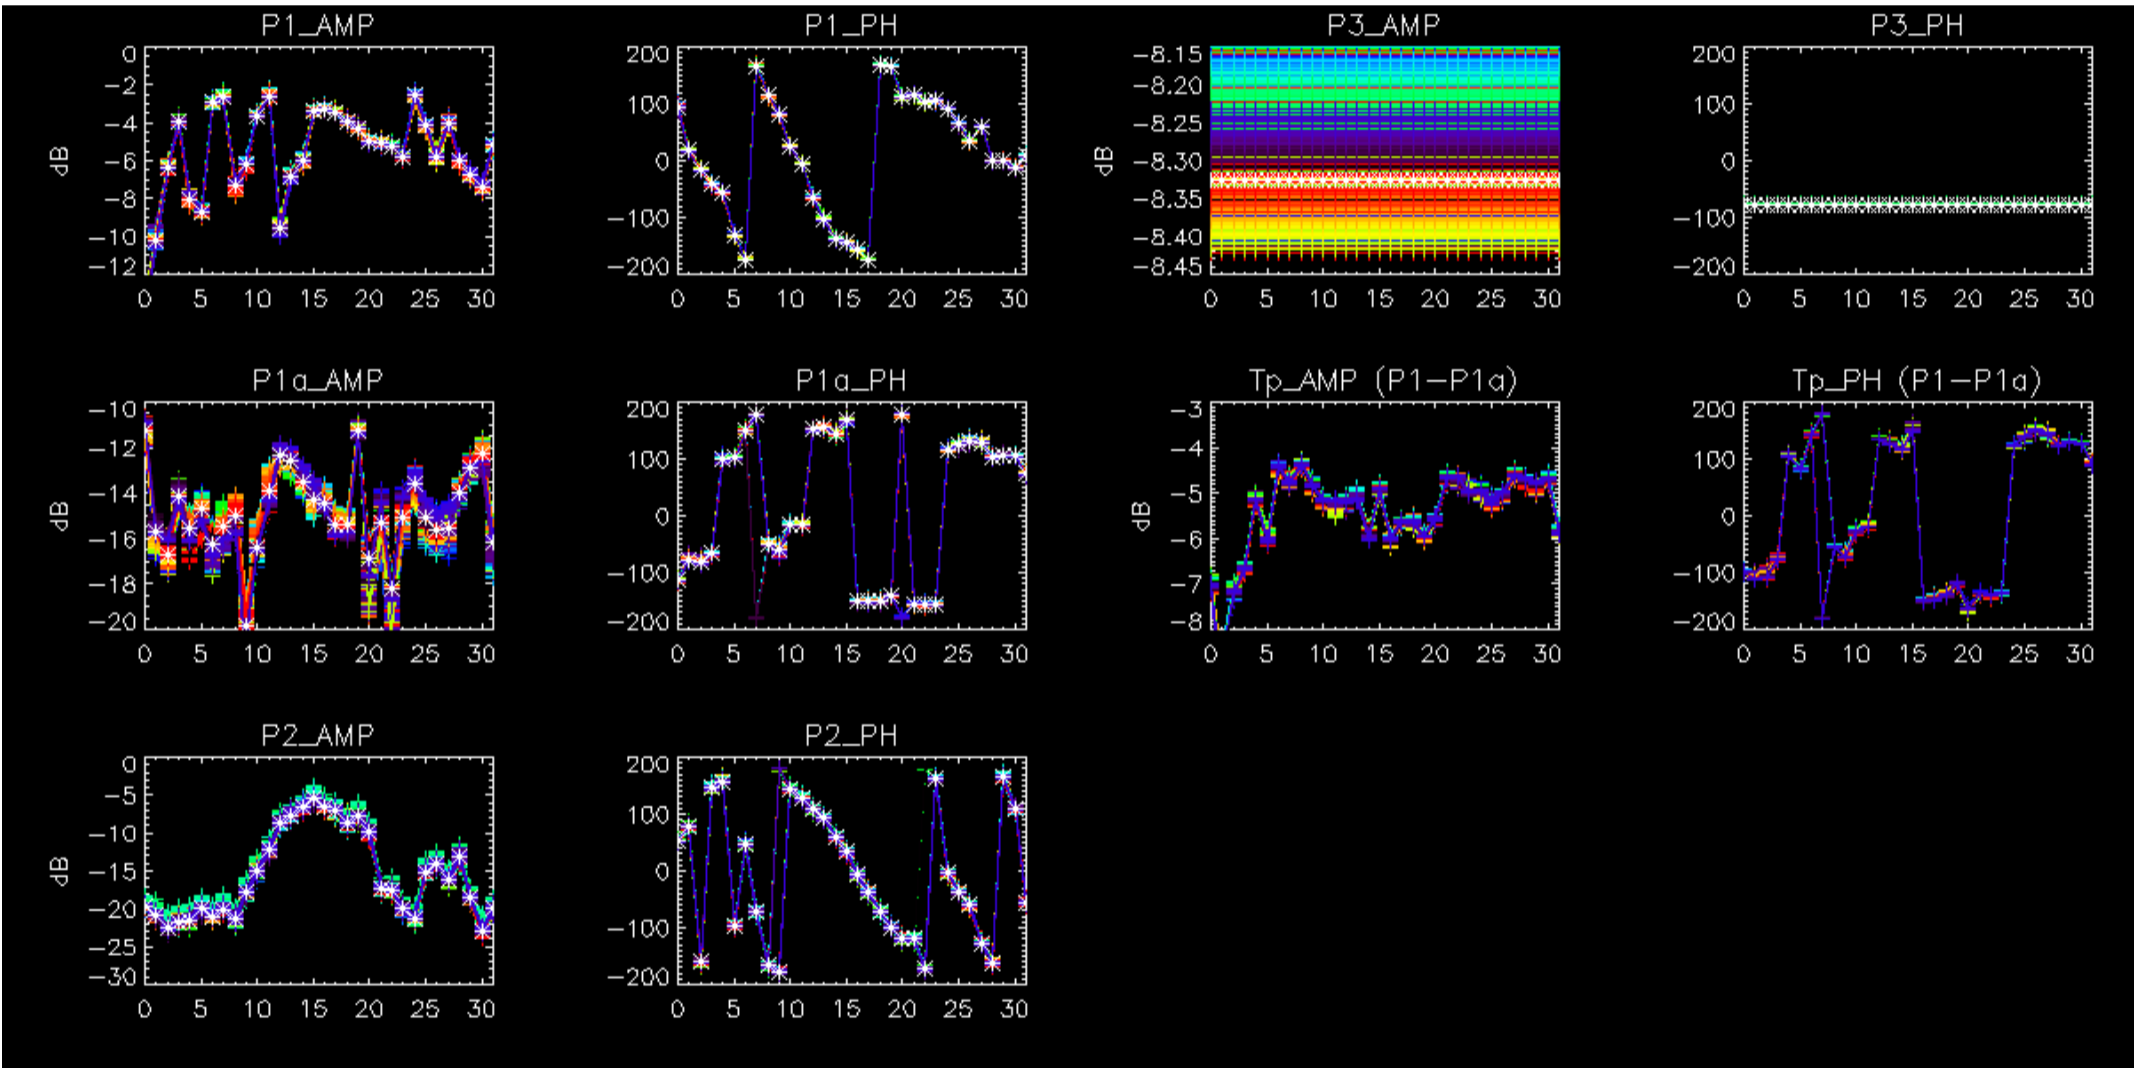 P1_AMP
0
-2
-4
-6
-8
-10
-12
dB
0 5 10 15 20 25 30
P1_PH
200
100
0
-100
-200
0 5 10 15 20 25 30
P3_AMP
-8.15
-8.20
-8.25
-8.30
-8.35
-8.40
-8.45
dB
0 5 10 15 20 25 30
P3_PH
200
100
0
-100
-200
0 5 10 15 20 25 30
P1a_AMP
-10
-12
-14
-16
-18
-20
dB
0 5 10 15 20 25 30
P1a_PH
200
100
0
-100
-200
0 5 10 15 20 25 30
Tp_AMP (P1-P1a)
-3
-4
-5
-6
-7
-8
dB
0 5 10 15 20 25 30
Tp_PH (P1-P1a)
200
100
0
-100
-200
0 5 10 15 20 25 30
P2_AMP
0
-5
-10
-15
-20
-25
-30
dB
0 5 10 15 20 25 30
P2_PH
200
100
0
-100
-200
0 5 10 15 20 25 30